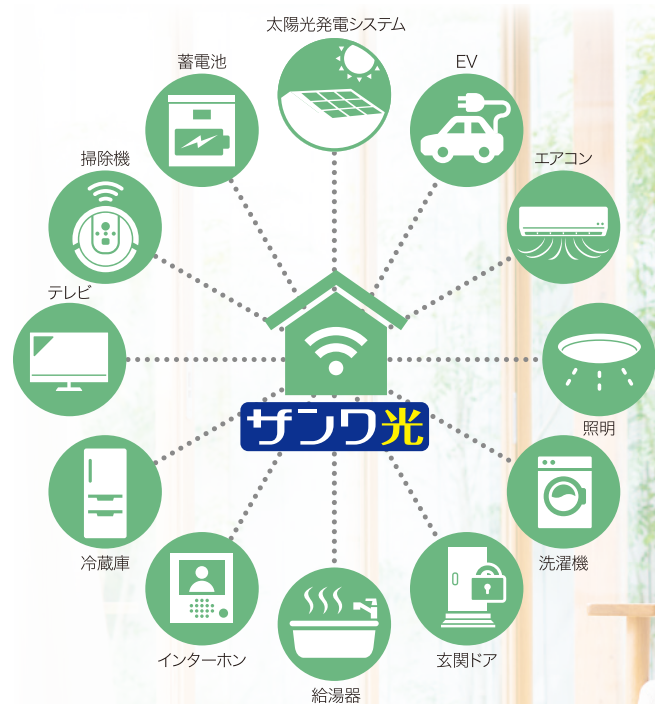 太陽光発電システム
蓄電池
EV
掃除機
エアコン
テレビ
サンワ光
照明
冷蔵庫
洗濯機
インターホン
玄関ドア
給湯器